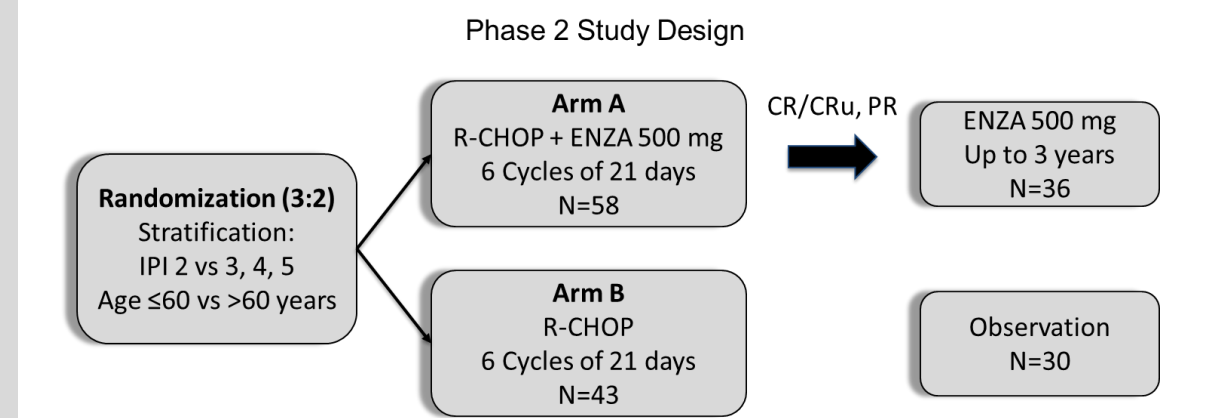 Phase 2 Study Design
Randomization (3:2)
Stratification:
IPI 2 vs 3, 4, 5
Age ≤60 vs >60 years
Arm A
R-CHOP + ENZA 500 mg
6 Cycles of 21 days
N=58
CR/CRu, PR
ENZA 500 mg
Up to 3 years
N=36
Arm B
R-CHOP
6 Cycles of 21 days
N=43
Observation
N=30